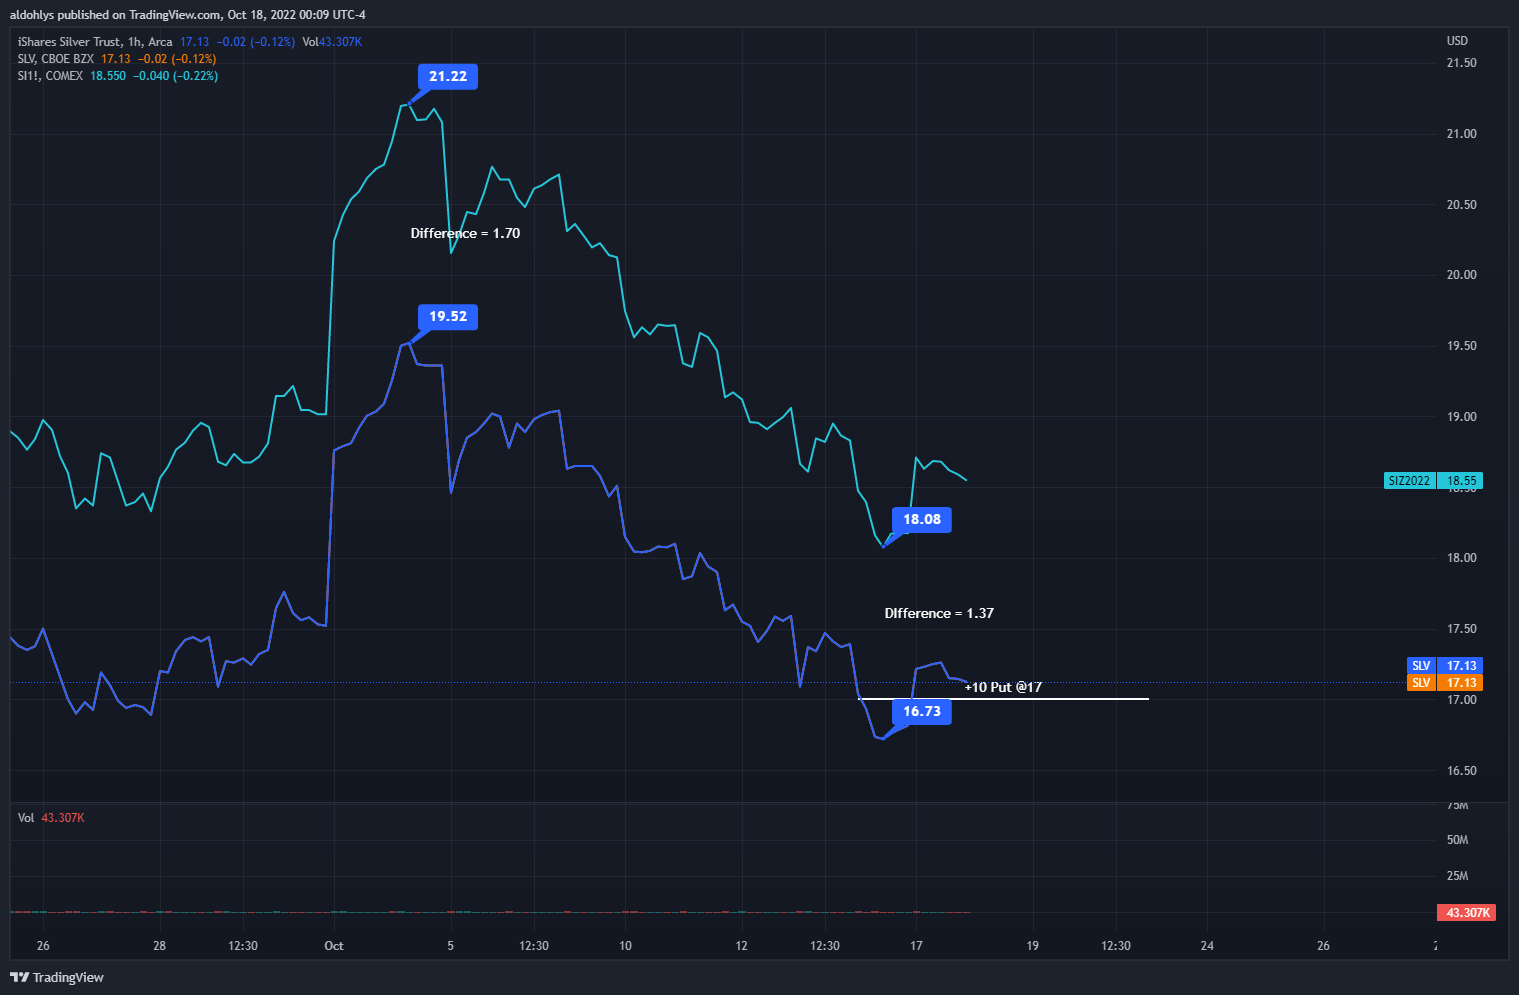 aldohlys published on TradingView.com, Oct 18, 2022 00:09 UTC-4
iShares Silver Trust, 1h, Arca 17.13 −0.02 (−0.12%) Vol43.307K
SLV, CBOE BZX 17.13 −0.02 (−0.12%)
SI1!, COMEX 18.550 −0.040 (−0.22%)
USD
21.50
21.22
21.00
20.50
Difference = 1.70
20.00
19.52
19.50
19.00
SIZ2022 18.55
18.50
18.08
18.00
DIfference = 1.37
17.50
SLV 17.13
SLV 17.13
+10 Put @17
17.00
16.73
16.50
75M
Vol 43.307K
50M
25M
43.307K
26 28 12:30 Oct 5 12:30 10 12 12:30 17 19 12:30 24 26 2
TradingView